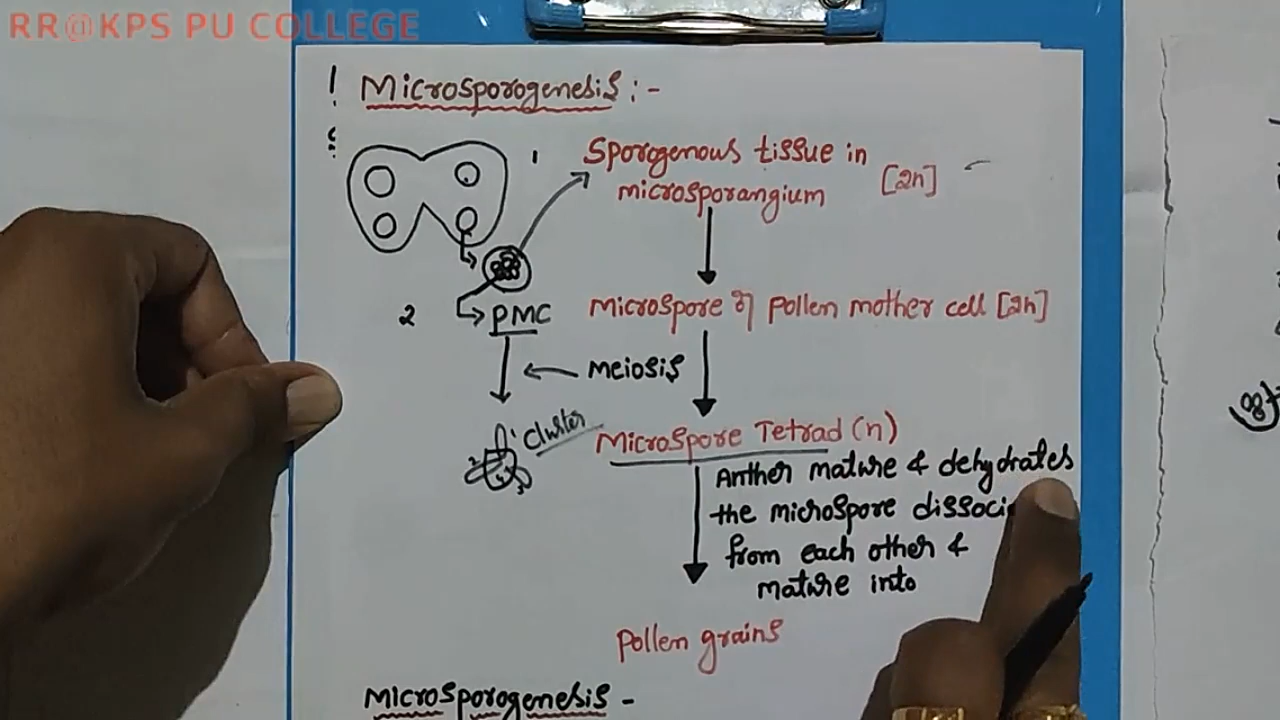 RR@KPS PU COLLEGE
! Microsporogenesis :-
1 Sporogenous tissue in
microsporangium [2n]
2 PMC Microspore or pollen mother cell [2n]
Meiosis
Cluster
Microspore Tetrad (n)
Anther mature & dehydrates
the microspore dissoci
from each other &
mature into
Pollen grains
Microsporogenesis -